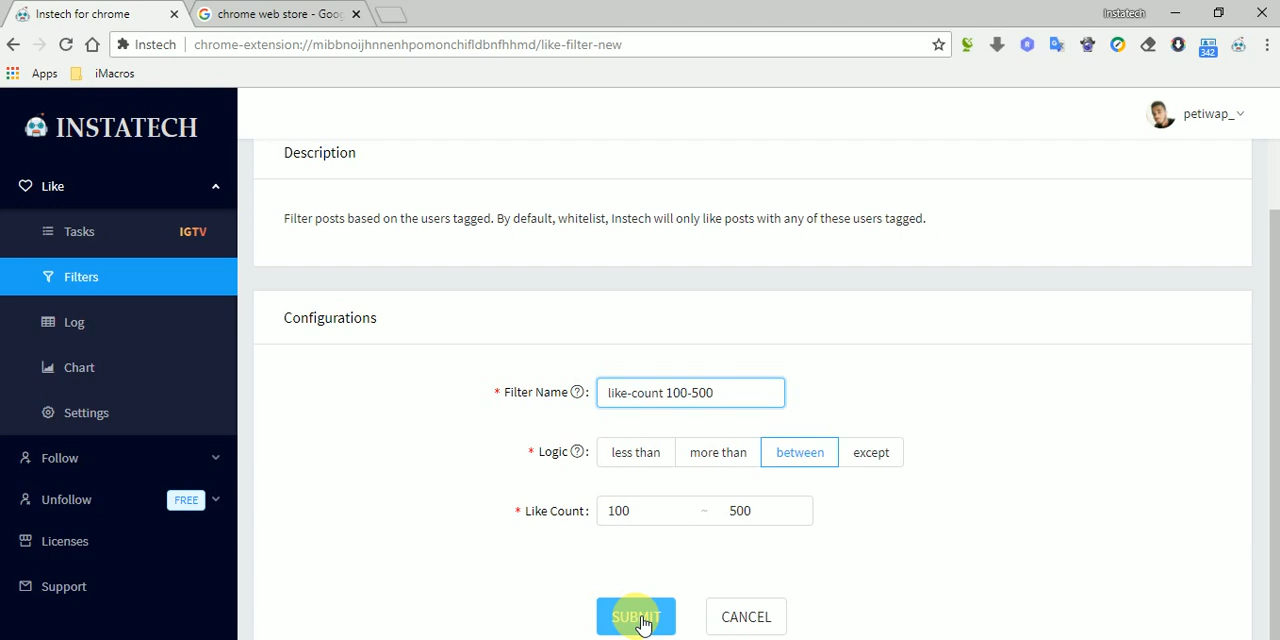 Instech for chrome
chrome web store - Goo
Instatech
Instech
chrome-extension://mibbnoijhnnenhpomonchifldbnfhhmd/like-filter-new
342
Apps
iMacros
INSTATECH
petiwap_
Like
Tasks
IGTV
Filters
Log
Chart
Settings
Follow
Unfollow
FREE
Licenses
Support
Description
Filter posts based on the users tagged. By default, whitelist, Instech will only like posts with any of these users tagged.
Configurations
* Filter Name ? : like-count 100-500
* Logic ? : less than more than between except
* Like Count : 100 ~ 500
SUBMIT CANCEL